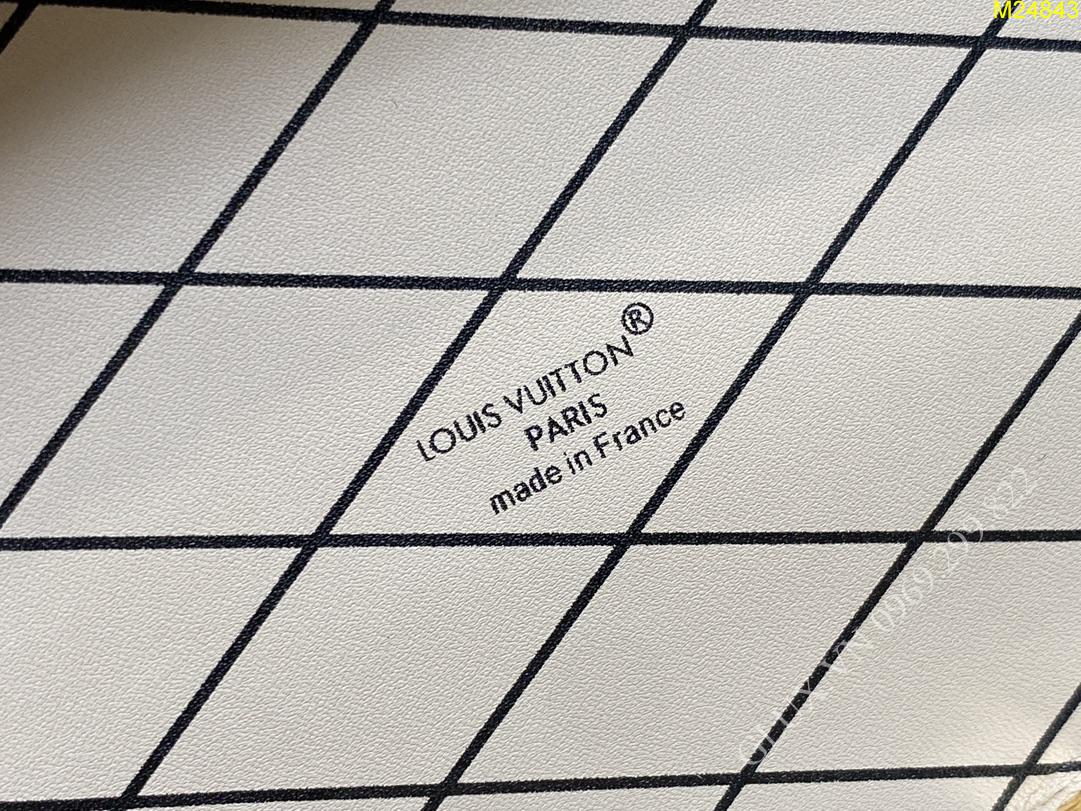 M24843
LOUIS VUITTON®
PARIS
made in France